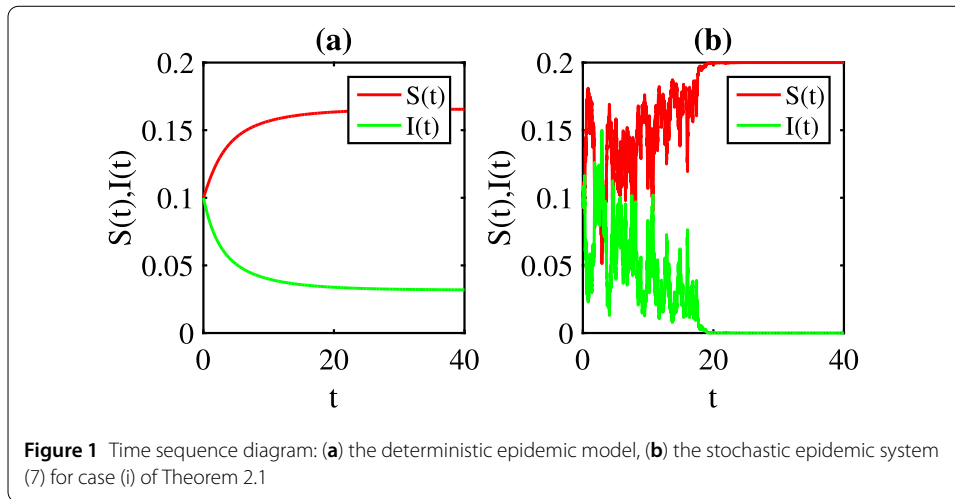 (a)
S(t),I(t)
0.2
0.15
0.1
0.05
0
0
20
40
t
S(t)
I(t)
(b)
S(t),I(t)
0.2
0.15
0.1
0.05
0
0
20
40
t
S(t)
I(t)
Figure 1 Time sequence diagram: (a) the deterministic epidemic model, (b) the stochastic epidemic system
(7) for case (i) of Theorem 2.1